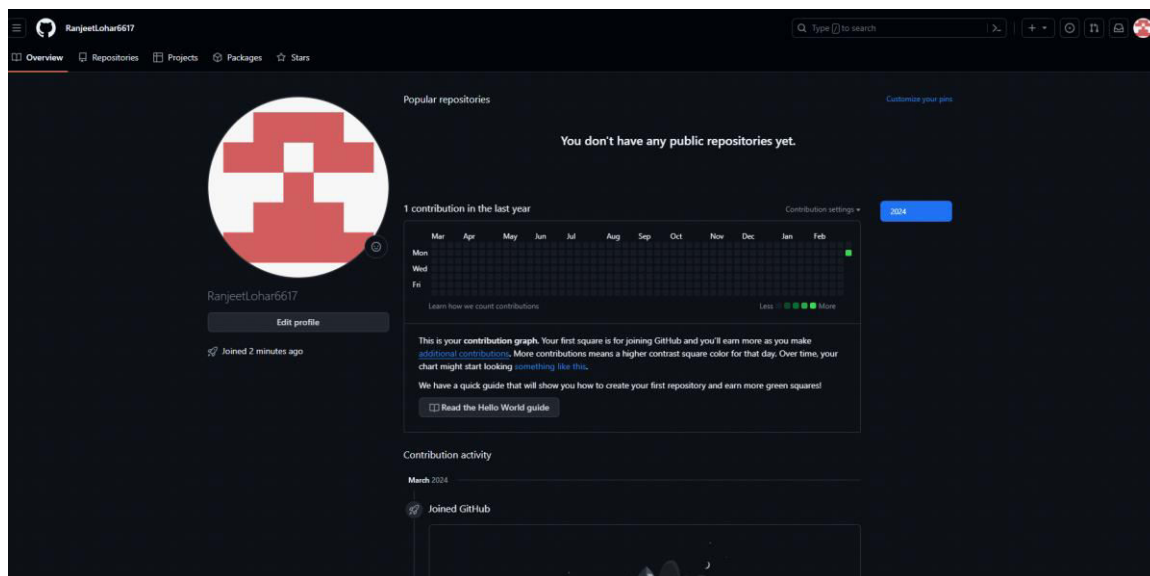 RanjeetLohar6617
Type / to search
Overview
Repositories
Projects
Packages
Stars
Popular repositories
Customize your pins
You don't have any public repositories yet.
1 contribution in the last year
Contribution settings
2024
Mar Apr May Jun Jul Aug Sep Oct Nov Dec Jan Feb
Mon
Wed
Fri
Learn how we count contributions
Less
More
RanjeetLohar6617
Edit profile
Joined 2 minutes ago
This is your contribution graph. Your first square is for joining GitHub and you'll earn more as you make
additional contributions. More contributions means a higher contrast square color for that day. Over time, your
chart might start looking something like this.
We have a quick guide that will show you how to create your first repository and earn more green squares!
Read the Hello World guide
Contribution activity
March 2024
Joined GitHub